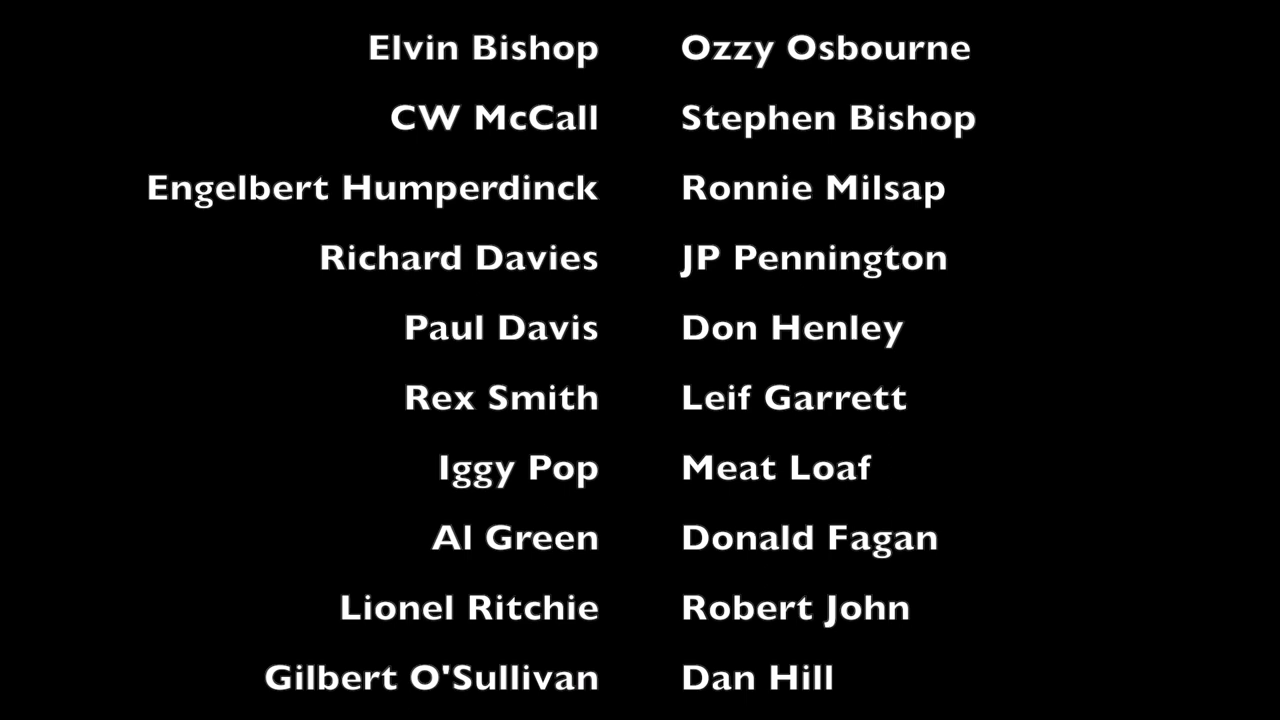 Elvin Bishop Ozzy Osbourne
CW McCall Stephen Bishop
Engelbert Humperdinck Ronnie Milsap
Richard Davies JP Pennington
Paul Davis Don Henley
Rex Smith Leif Garrett
Iggy Pop Meat Loaf
Al Green Donald Fagan
Lionel Ritchie Robert John
Gilbert O'Sullivan Dan Hill